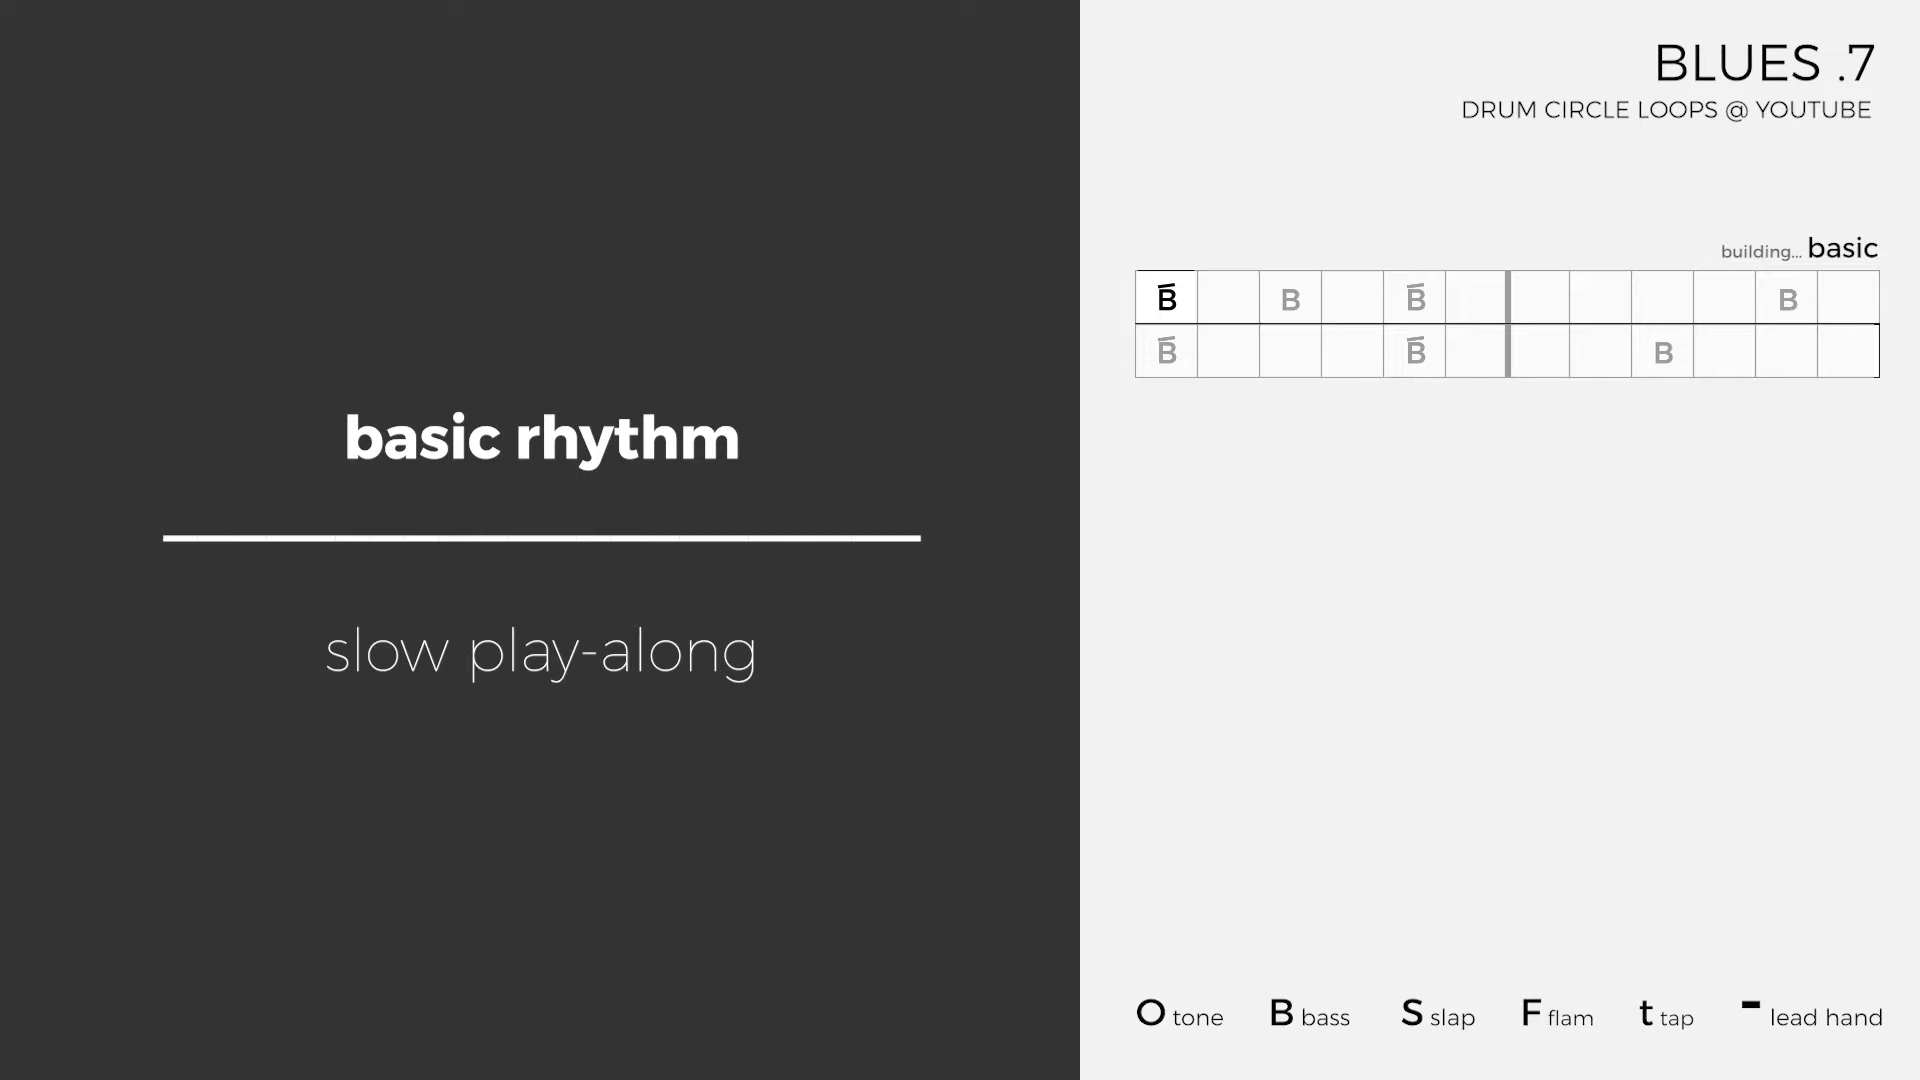 basic rhythm
slow play-along
BLUES .7
DRUM CIRCLE LOOPS @ YOUTUBE
building... basic
B̄ B B̄ B
B̄ B̄ B
O tone B bass S slap F flam t tap - lead hand